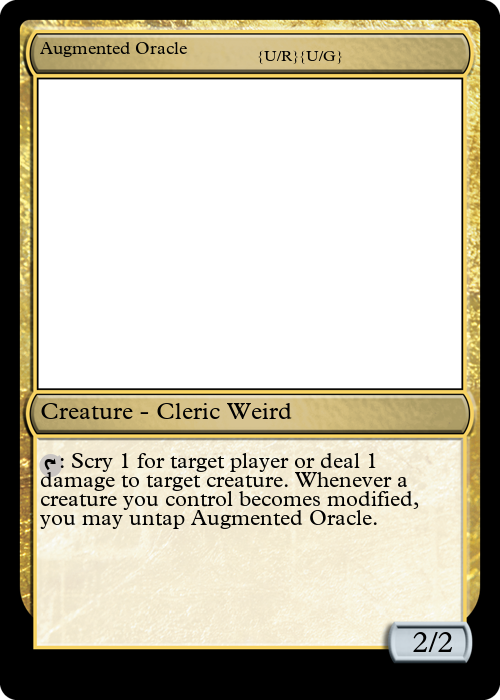 Augmented Oracle {U/R}{U/G}
Creature - Cleric Weird
: Scry 1 for target player or deal 1
damage to target creature. Whenever a
creature you control becomes modified,
you may untap Augmented Oracle.
2/2